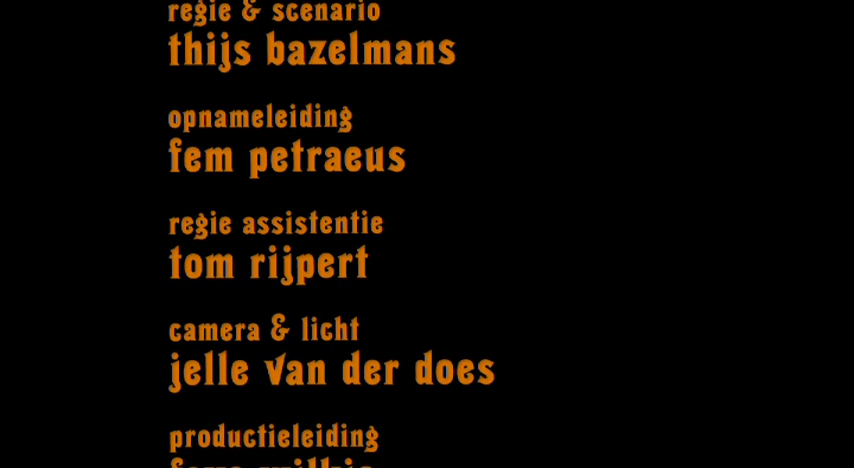 regie & scenario
thijs bazelmans
opnameleiding
fem petraeus
regie assistentie
tom rijpert
camera & licht
jelle van der does
productieleiding